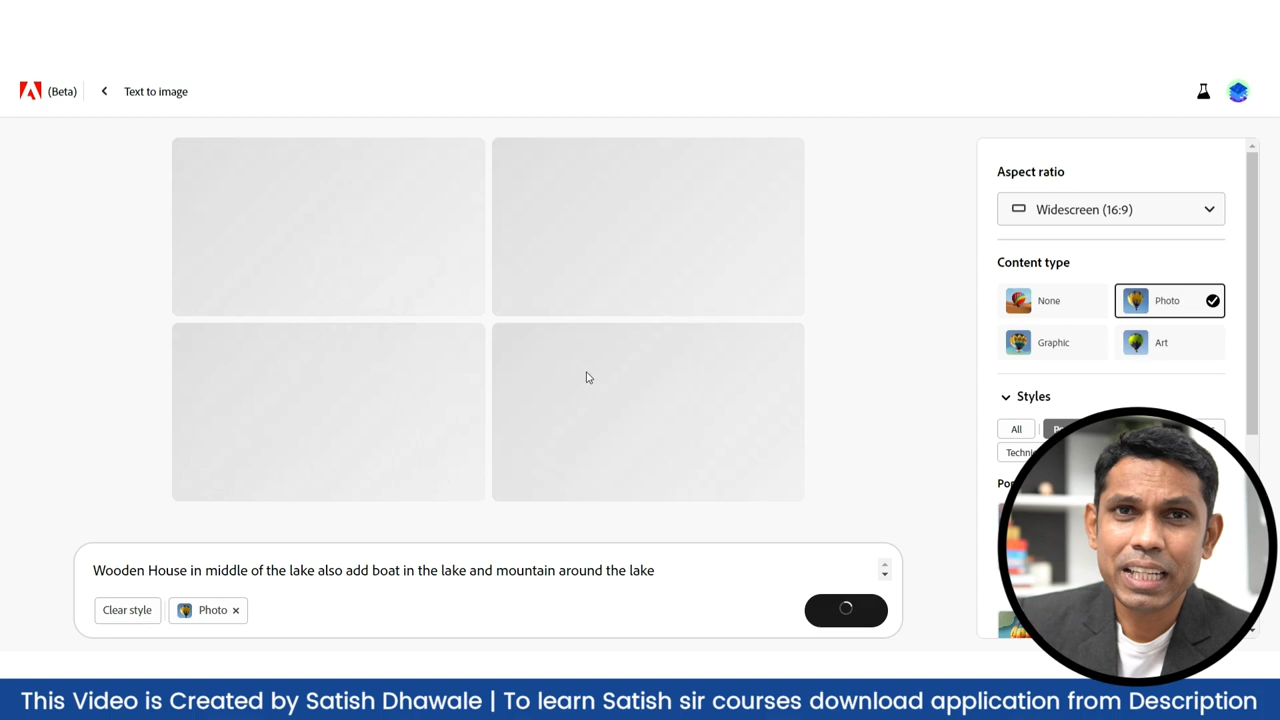 (Beta)
Text to image
Aspect ratio
Widescreen (16:9)
Content type
None
Photo
Graphic
Art
Styles
All
Wooden House in middle of the lake also add boat in the lake and mountain around the lake
Clear style
Photo
This Video is Created by Satish Dhawale | To learn Satish sir courses download application from Description